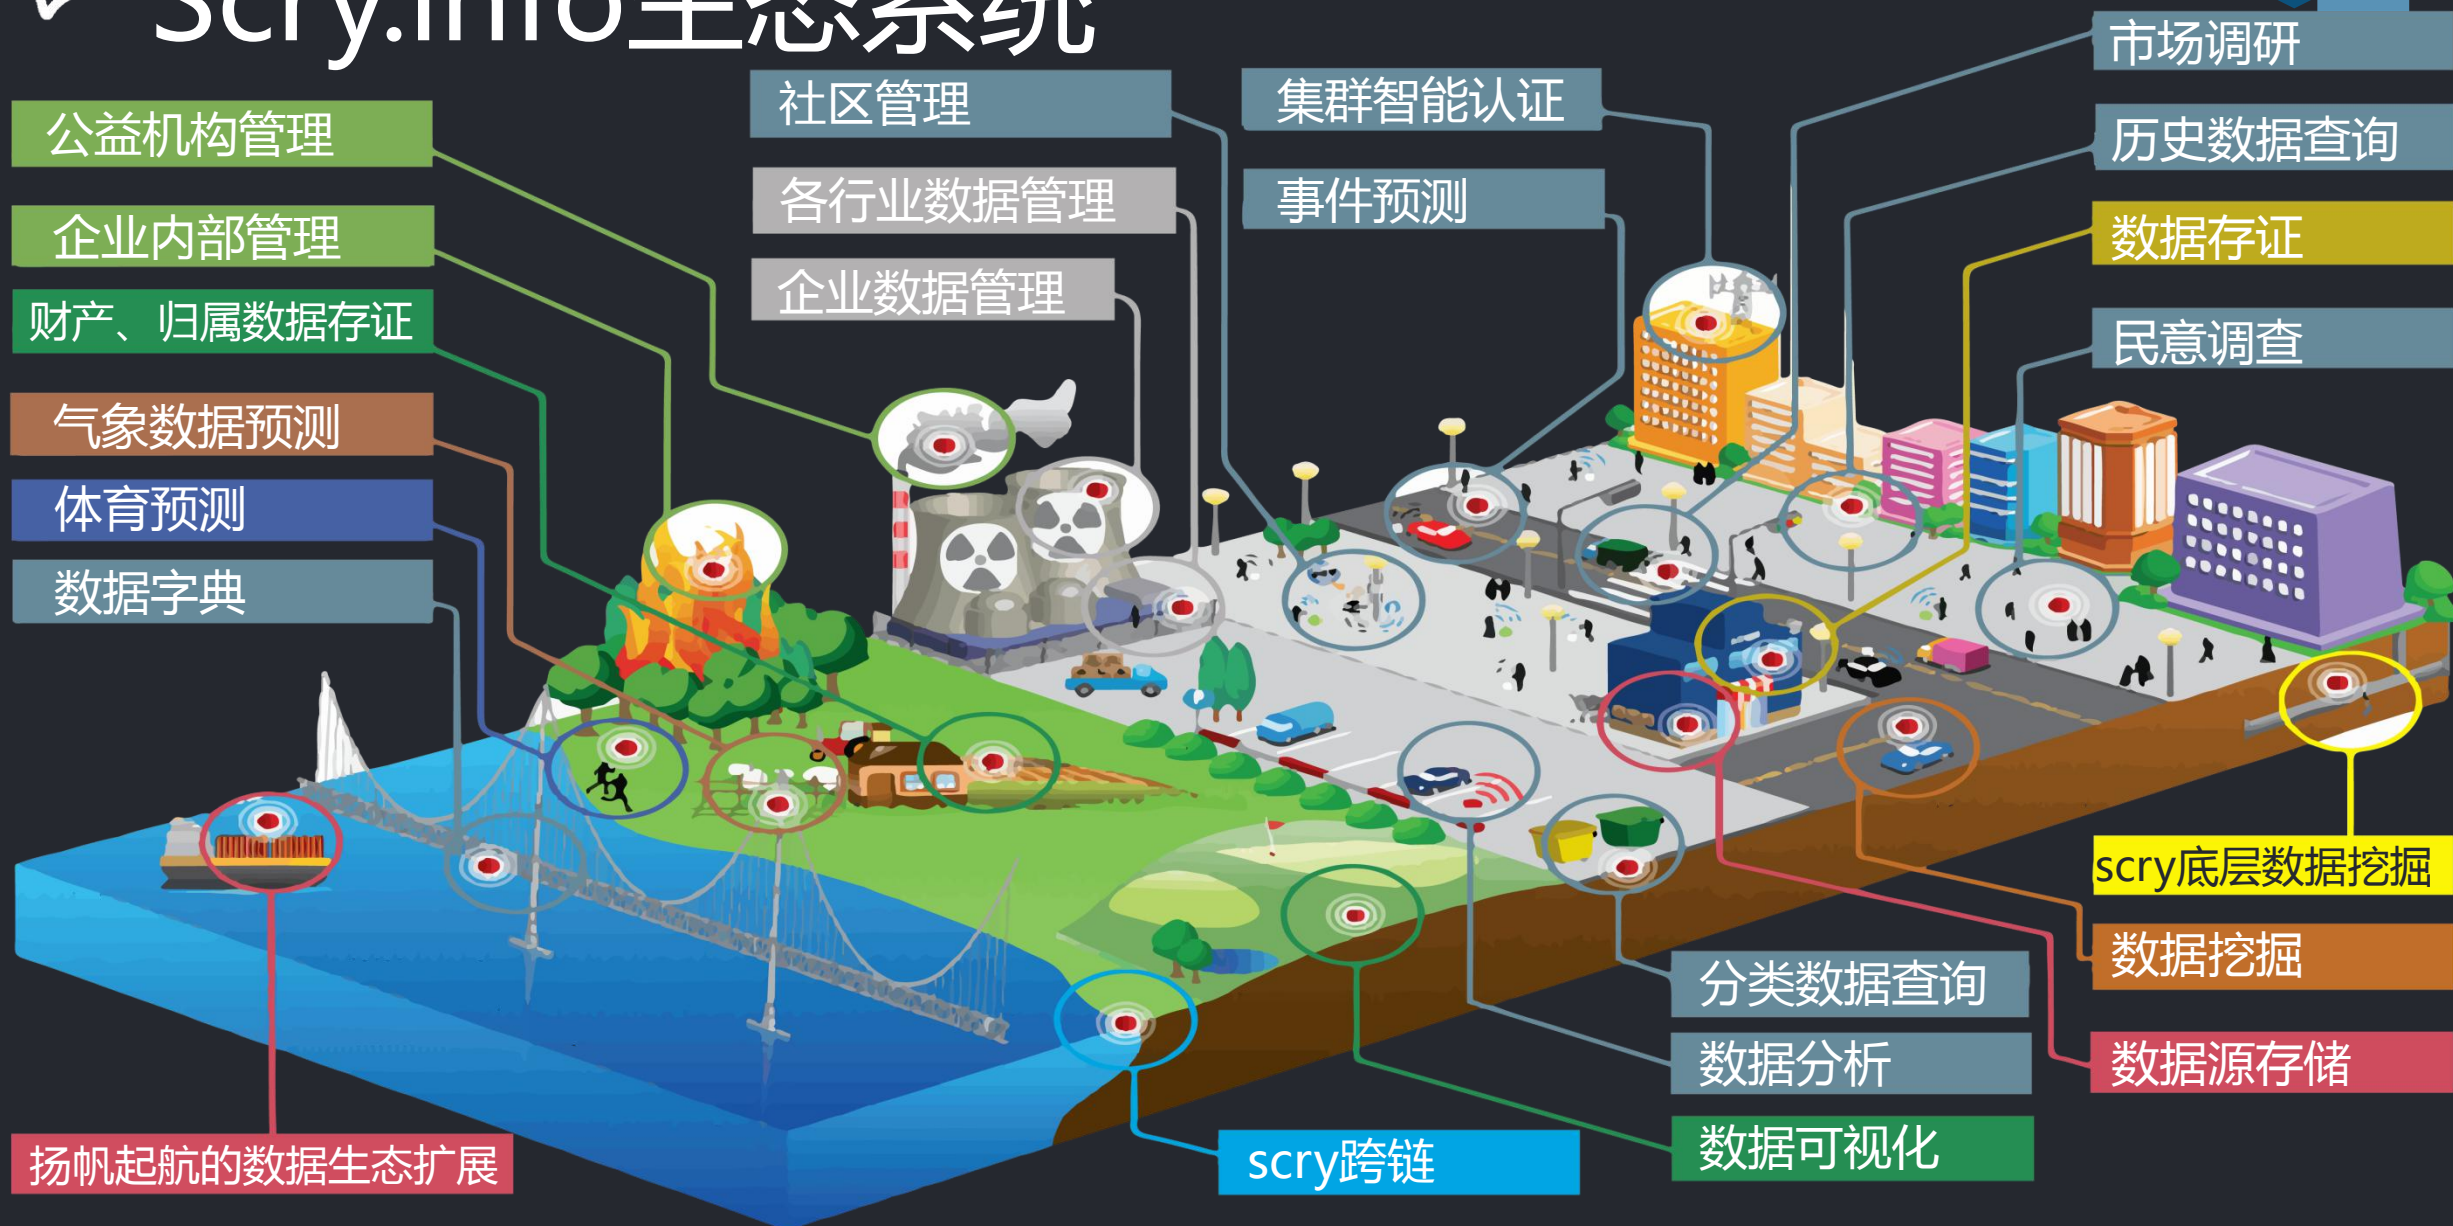 Scry.info生态系统
公益机构管理
企业内部管理
财产、归属数据存证
气象数据预测
体育预测
数据字典
社区管理
各行业数据管理
企业数据管理
集群智能认证
事件预测
市场调研
历史数据查询
数据存证
民意调查
scry底层数据挖掘
数据挖掘
数据源存储
分类数据查询
数据分析
数据可视化
scry跨链
扬帆起航的数据生态扩展